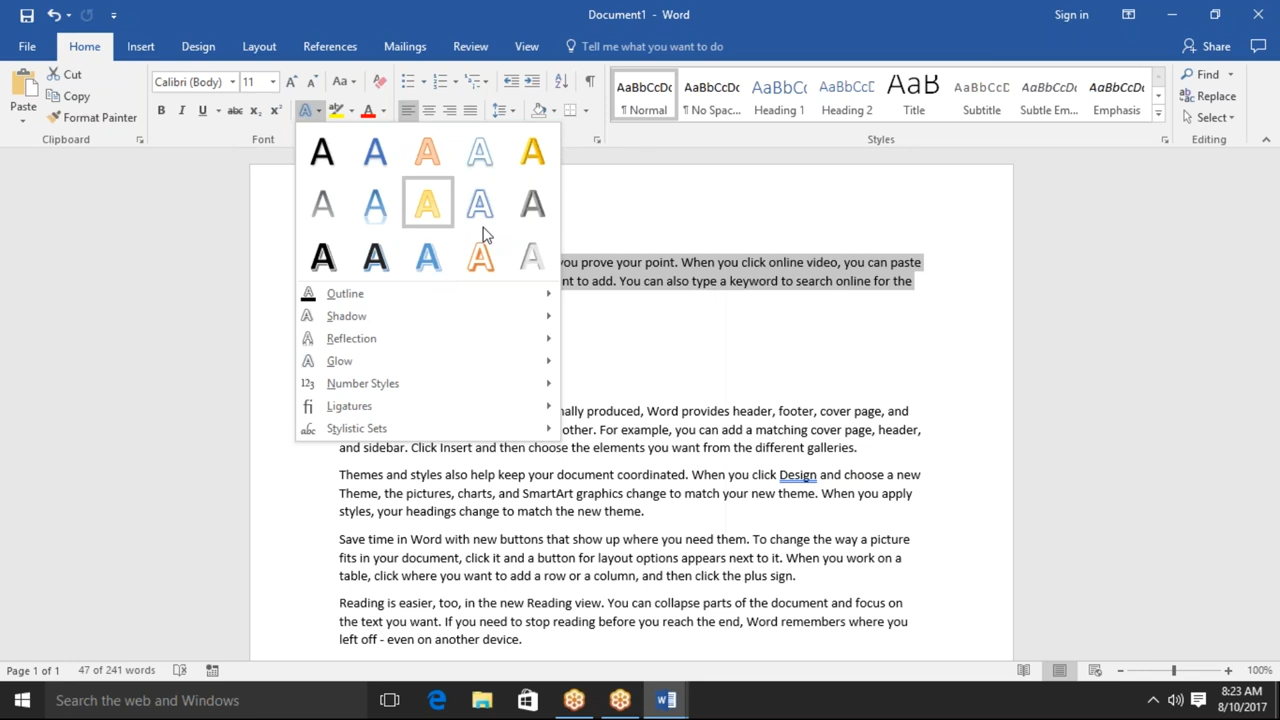 Document1 - Word
Sign in
File Home Insert Design Layout References Mailings Review View Tell me what you want to do Share
Paste
Cut
Copy
Format Painter
Clipboard
Calibri (Body) 11 Aa
B I U abc x₂ x² A A
Font
AaBbCcDc AaBbCcDc AaBbCc AaBbCcE AaB AaBbCcD AaBbCcDc AaBbCcDc
¶ Normal ¶ No Spac... Heading 1 Heading 2 Title Subtitle Subtle Em... Emphasis
Styles
Find
Replace
Select
Editing
A A A A A
A A A A A
A A A A A
Outline
Shadow
Reflection
Glow
123 Number Styles
fi Ligatures
abc Stylistic Sets
you prove your point. When you click online video, you can paste
nt to add. You can also type a keyword to search online for the
nally produced, Word provides header, footer, cover page, and
other. For example, you can add a matching cover page, header,
and sidebar. Click Insert and then choose the elements you want from the different galleries.
Themes and styles also help keep your document coordinated. When you click Design and choose a new
Theme, the pictures, charts, and SmartArt graphics change to match your new theme. When you apply
styles, your headings change to match the new theme.
Save time in Word with new buttons that show up where you need them. To change the way a picture
fits in your document, click it and a button for layout options appears next to it. When you work on a
table, click where you want to add a row or a column, and then click the plus sign.
Reading is easier, too, in the new Reading view. You can collapse parts of the document and focus on
the text you want. If you need to stop reading before you reach the end, Word remembers where you
left off - even on another device.
Page 1 of 1 47 of 241 words 100%
Search the web and Windows
8:23 AM
8/10/2017